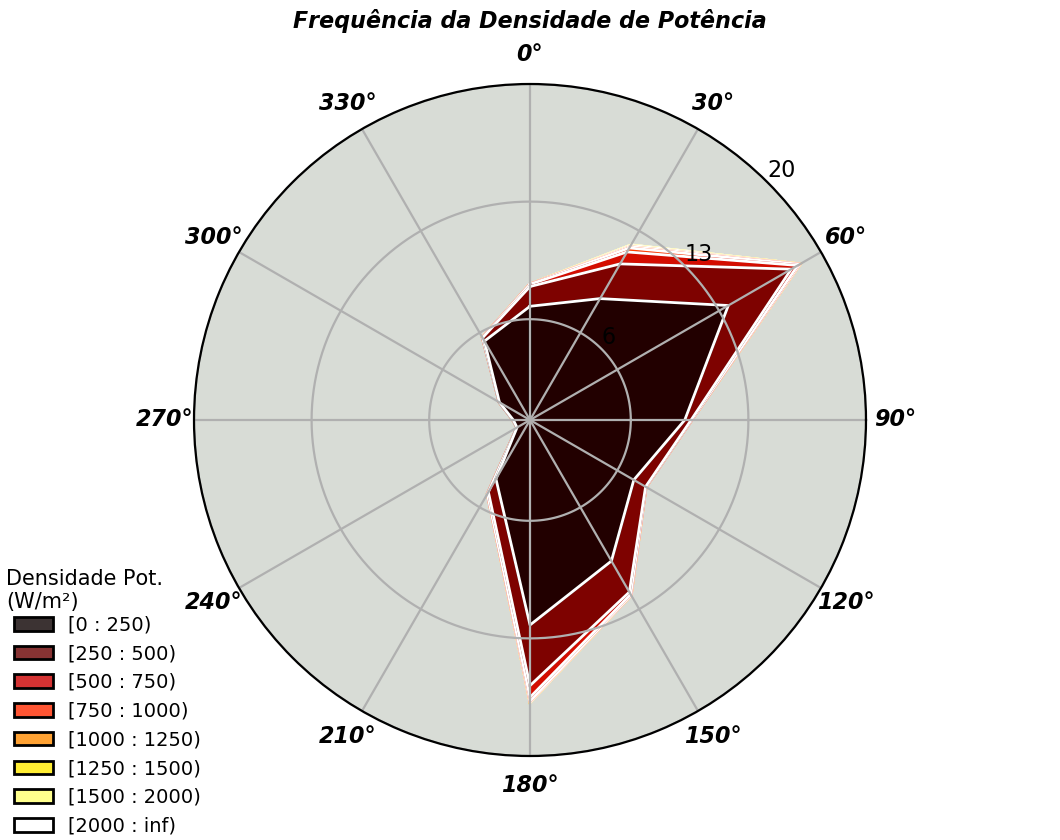 Frequência da Densidade de Potência
0°
330°
30°
20
300°
60°
13
6
270°
90°
240°
120°
210°
150°
180°
Densidade Pot.
(W/m²)
[0 : 250)
[250 : 500)
[500 : 750)
[750 : 1000)
[1000 : 1250)
[1250 : 1500)
[1500 : 2000)
[2000 : inf)